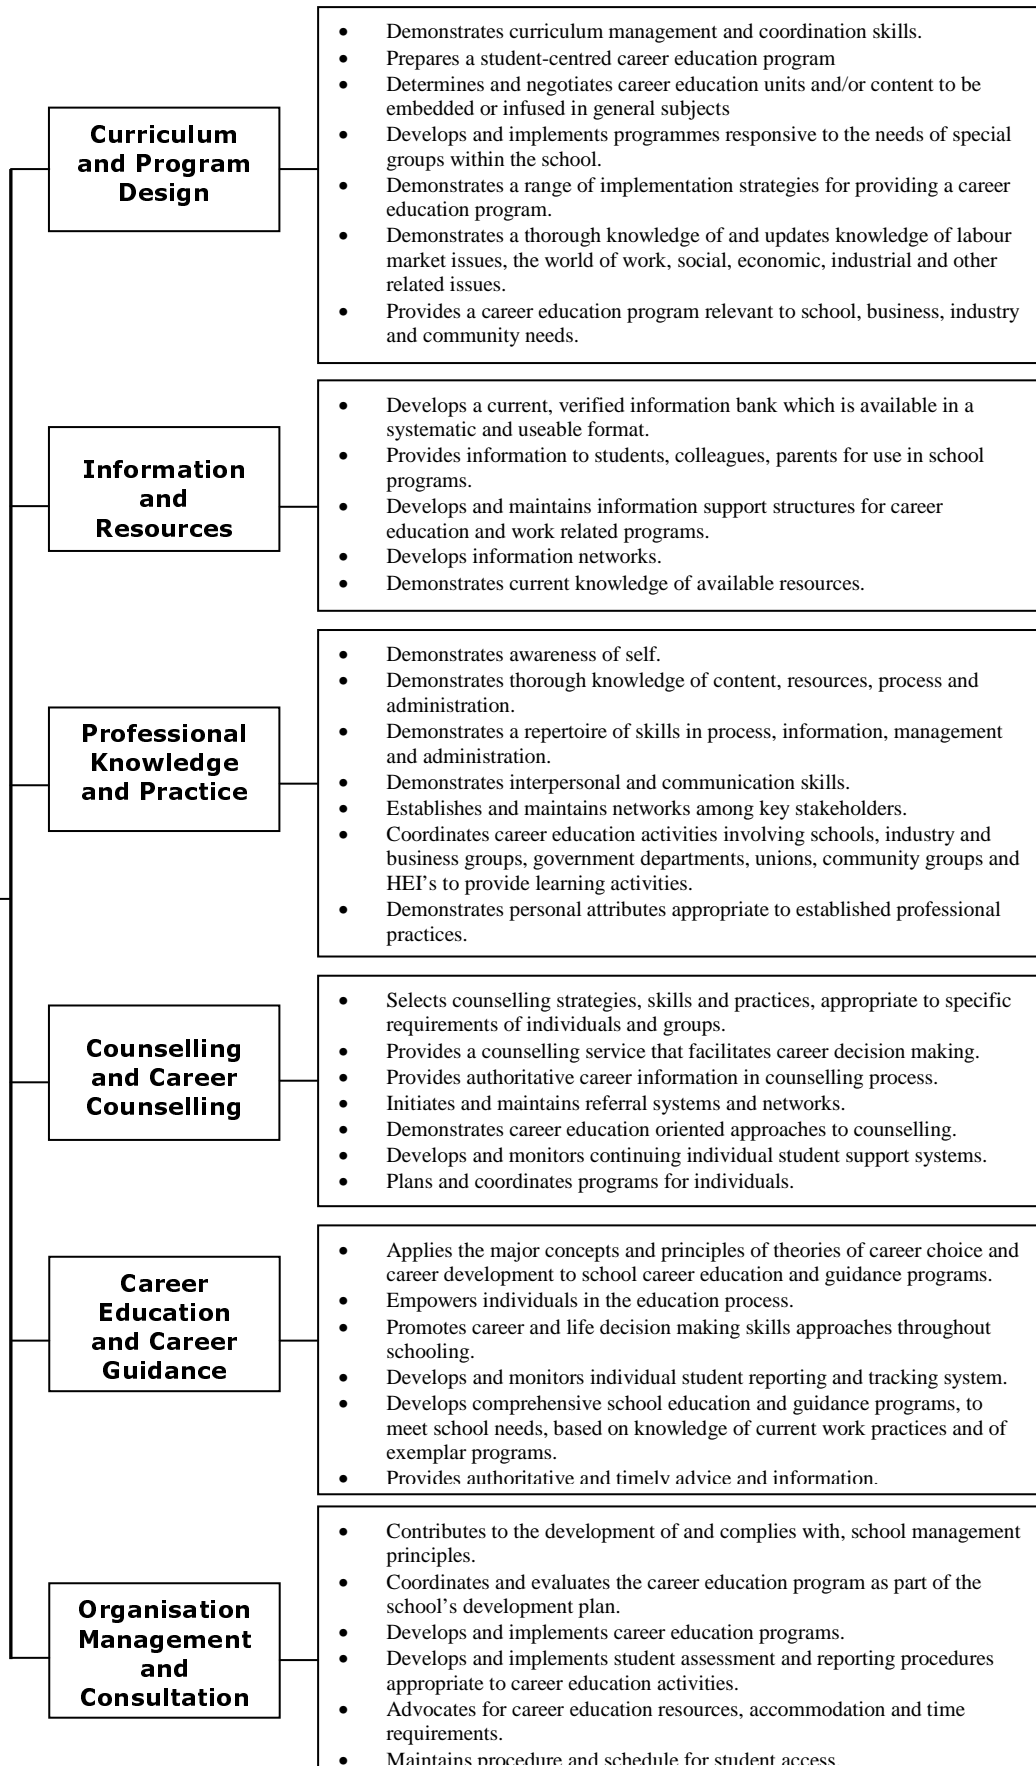 Curriculum
and Program
Design
• Demonstrates curriculum management and coordination skills.
• Prepares a student-centred career education program
• Determines and negotiates career education units and/or content to be
embedded or infused in general subjects
• Develops and implements programmes responsive to the needs of special
groups within the school.
• Demonstrates a range of implementation strategies for providing a career
education program.
• Demonstrates a thorough knowledge of and updates knowledge of labour
market issues, the world of work, social, economic, industrial and other
related issues.
• Provides a career education program relevant to school, business, industry
and community needs.
Information
and
Resources
• Develops a current, verified information bank which is available in a
systematic and useable format.
• Provides information to students, colleagues, parents for use in school
programs.
• Develops and maintains information support structures for career
education and work related programs.
• Develops information networks.
• Demonstrates current knowledge of available resources.
Professional
Knowledge
and Practice
• Demonstrates awareness of self.
• Demonstrates thorough knowledge of content, resources, process and
administration.
• Demonstrates a repertoire of skills in process, information, management
and administration.
• Demonstrates interpersonal and communication skills.
• Establishes and maintains networks among key stakeholders.
• Coordinates career education activities involving schools, industry and
business groups, government departments, unions, community groups and
HEI's to provide learning activities.
• Demonstrates personal attributes appropriate to established professional
practices.
Counselling
and Career
Counselling
• Selects counselling strategies, skills and practices, appropriate to specific
requirements of individuals and groups.
• Provides a counselling service that facilitates career decision making.
• Provides authoritative career information in counselling process.
• Initiates and maintains referral systems and networks.
• Demonstrates career education oriented approaches to counselling.
• Develops and monitors continuing individual student support systems.
• Plans and coordinates programs for individuals.
Career
Education
and Career
Guidance
• Applies the major concepts and principles of theories of career choice and
career development to school career education and guidance programs.
• Empowers individuals in the education process.
• Promotes career and life decision making skills approaches throughout
schooling.
• Develops and monitors individual student reporting and tracking system.
• Develops comprehensive school education and guidance programs, to
meet school needs, based on knowledge of current work practices and of
exemplar programs.
• Provides authoritative and timely advice and information.
Organisation
Management
and
Consultation
• Contributes to the development of and complies with, school management
principles.
• Coordinates and evaluates the career education program as part of the
school's development plan.
• Develops and implements career education programs.
• Develops and implements student assessment and reporting procedures
appropriate to career education activities.
• Advocates for career education resources, accommodation and time
requirements.
• Maintains procedure and schedule for student access